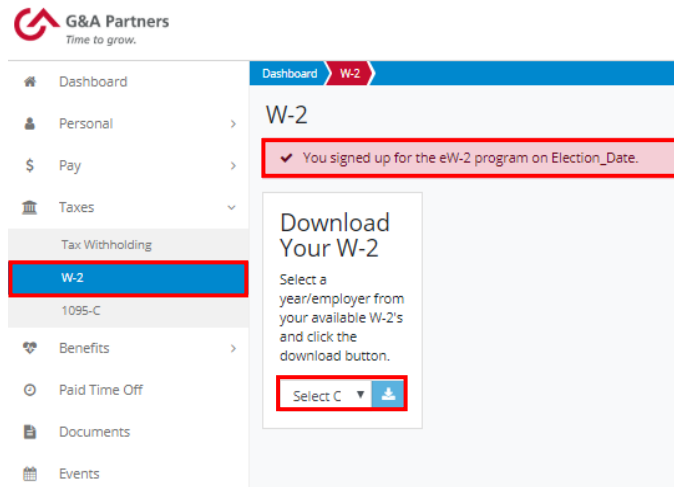 G&A Partners
Time to grow.
Dashboard
Personal
Pay
Taxes
Tax Withholding
W-2
1095-C
Benefits
Paid Time Off
Documents
Events
Dashboard W-2
W-2
You signed up for the eW-2 program on Election_Date.
Download
Your W-2
Select a
year/employer from
your available W-2's
and click the
download button.
Select C